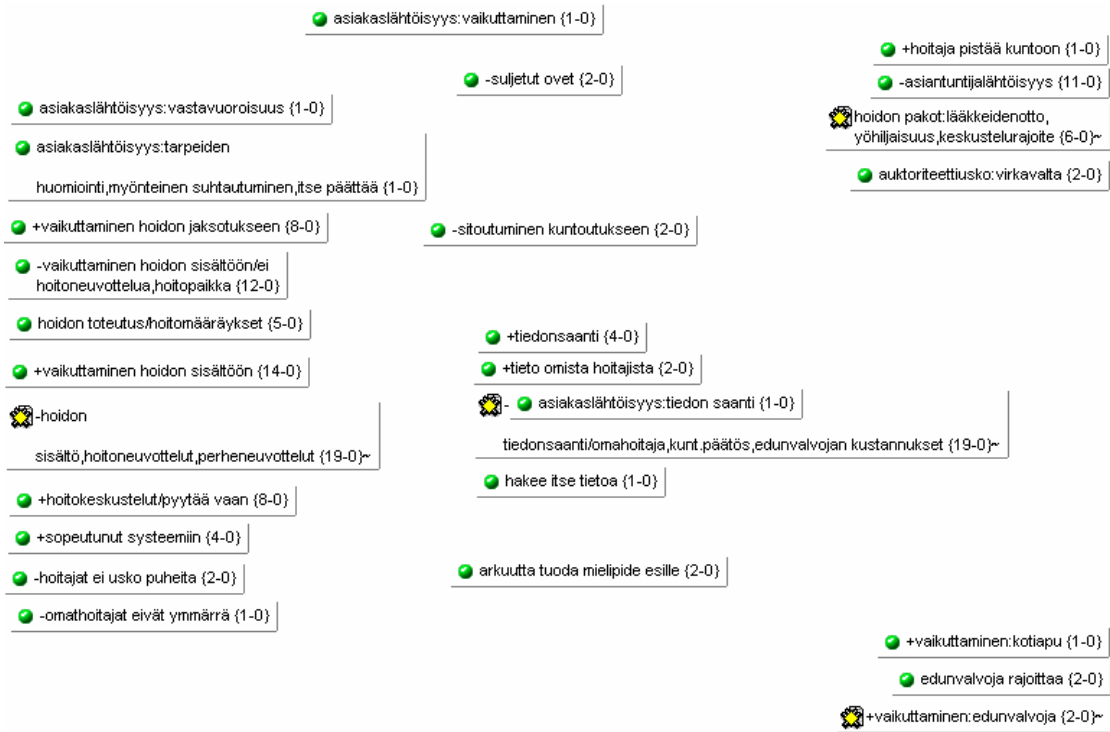 asiakaslähtöisyys:vaikuttaminen {1-0}
+hoitaja pistää kuntoon {1-0}
-suljetut ovet {2-0}
-asiantuntijalähtöisyys {11-0}
asiakaslähtöisyys:vastavuoroisuus {1-0}
hoidon pakot:lääkkeidenotto,
yöhiljaisuus,keskustelurajoite {6-0}~
asiakaslähtöisyys:tarpeiden
huomiointi,myönteinen suhtautuminen,itse päättää {1-0}
auktoriteettiusko:virkavalta {2-0}
+vaikuttaminen hoidon jaksotukseen {8-0}
-sitoutuminen kuntoutukseen {2-0}
-vaikuttaminen hoidon sisältöön/ei
hoitoneuvottelua,hoitopaikka {12-0}
hoidon toteutus/hoitomääräykset {5-0}
+tiedonsaanti {4-0}
+vaikuttaminen hoidon sisältöön {14-0}
+tieto omista hoitajista {2-0}
-hoidon
sisältö,hoitoneuvottelut,perheneuvottelut {19-0}~
- asiakaslähtöisyys:tiedon saanti {1-0}
tiedonsaanti/omahoitaja,kunt.päätös,edunvalvojan kustannukset {19-0}~
hakee itse tietoa {1-0}
+hoitokeskustelut/pyytää vaan {8-0}
+sopeutunut systeemiin {4-0}
-hoitajat ei usko puheita {2-0}
arkuutta tuoda mielipide esille {2-0}
-omathoitajat eivät ymmärrä {1-0}
+vaikuttaminen:kotiapu {1-0}
edunvalvoja rajoittaa {2-0}
+vaikuttaminen:edunvalvoja {2-0}~